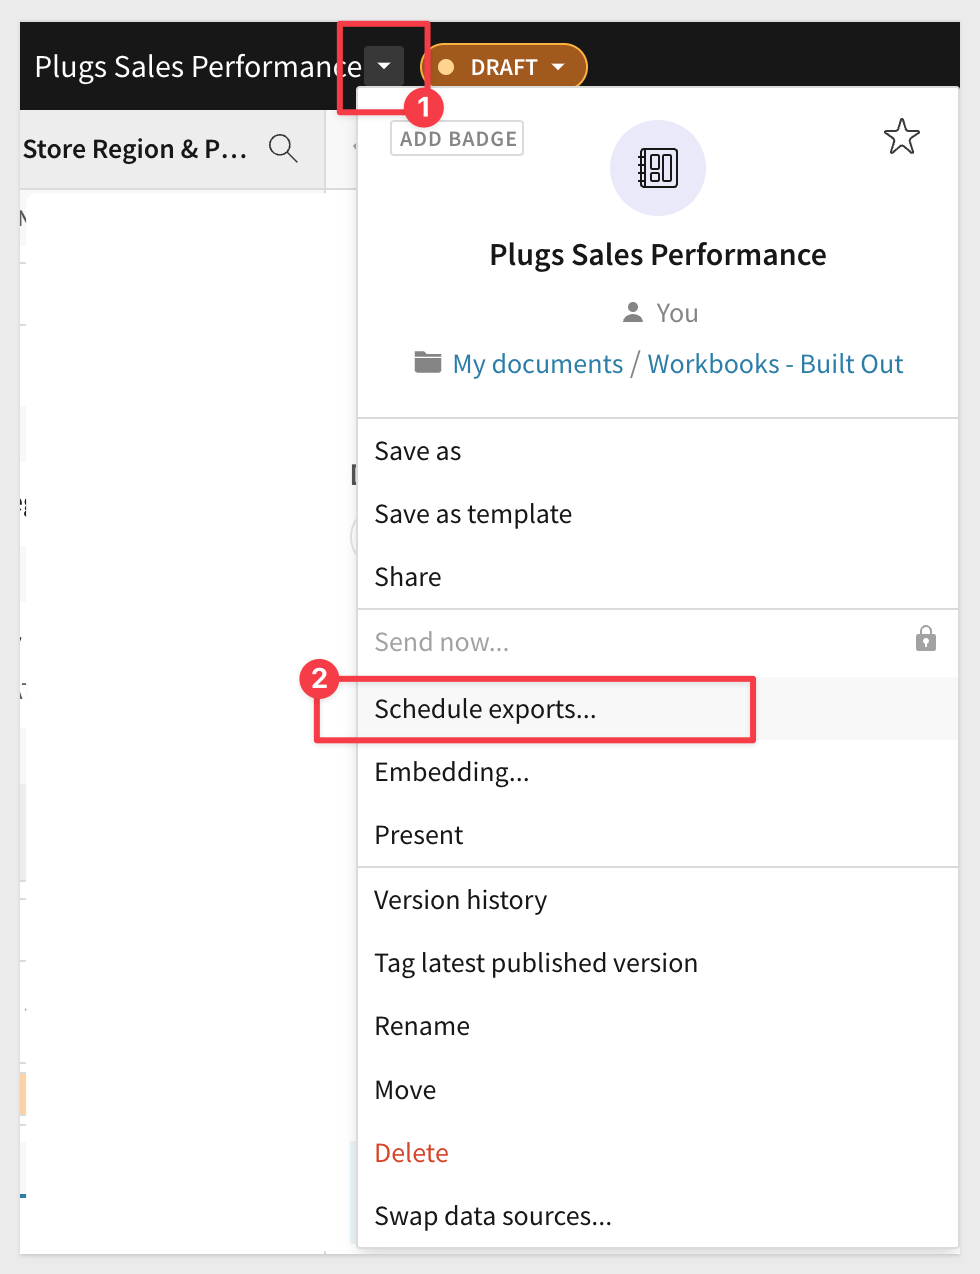 Plugs Sales Performance
DRAFT
1
Store Region & P...
ADD BADGE
Plugs Sales Performance
You
My documents / Workbooks - Built Out
Save as
Save as template
Share
Send now...
2
Schedule exports...
Embedding...
Present
Version history
Tag latest published version
Rename
Move
Delete
Swap data sources...